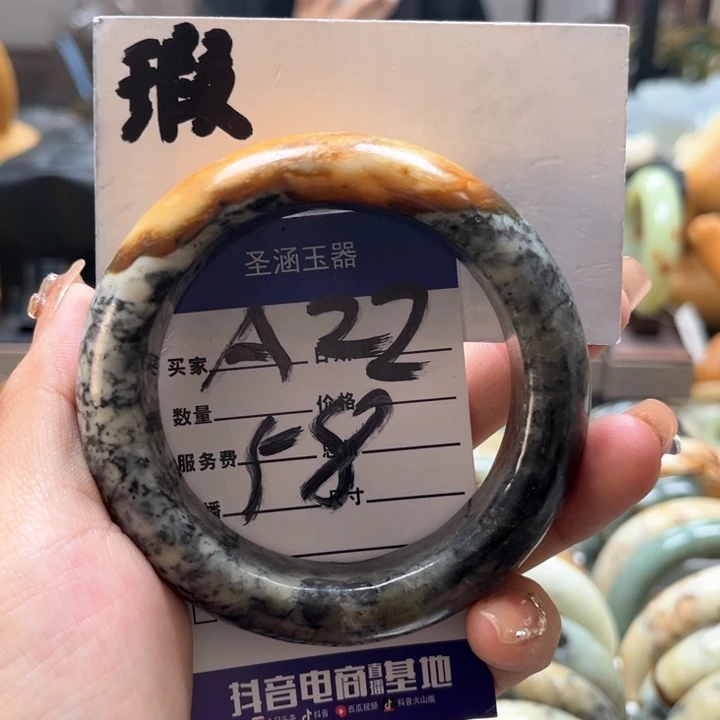 瑕
圣涵玉器
买家 A22
数量 价格
58
服务费
播 尺寸
抖音电商直播基地
抖音 西瓜视频 抖音火山版